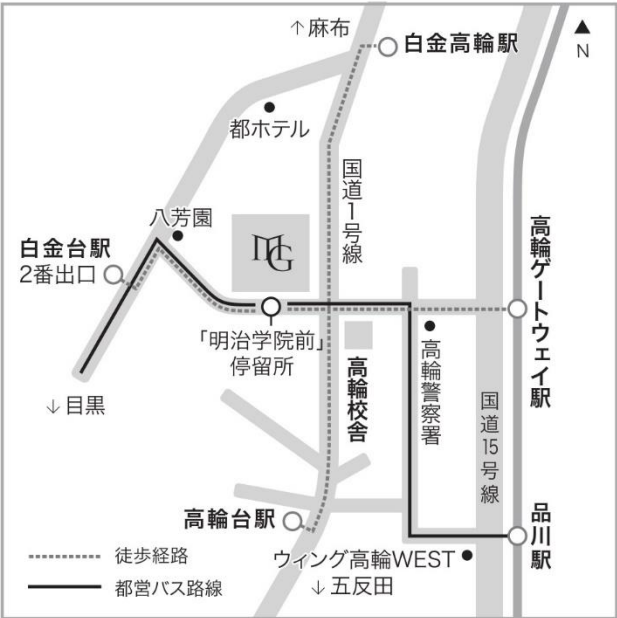 ↑麻布
白金高輪駅
▲
N
都ホテル
国道1号線
八芳園
白金台駅
2番出口
MG
高輪ゲートウェイ駅
「明治学院前」
停留所
高輪校舎
高輪警察署
↓目黒
国道15号線
高輪台駅
品川駅
ウィング高輪WEST
↓五反田
徒歩経路
都営バス路線